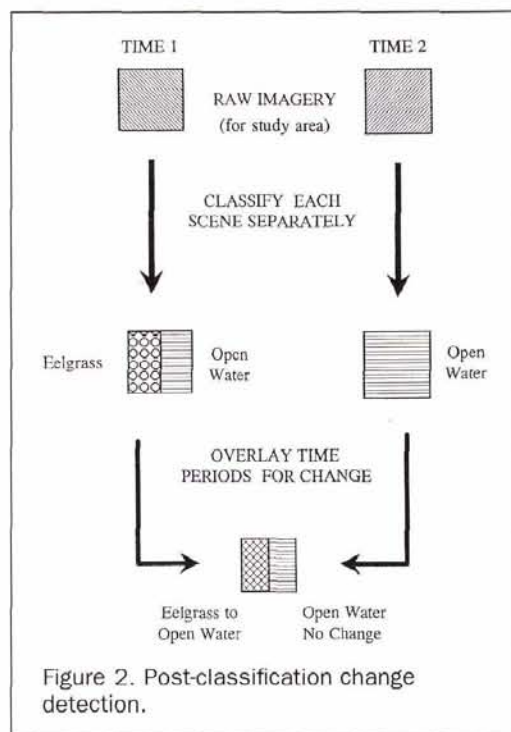 TIME 1
TIME 2
RAW IMAGERY
(for study area)
CLASSIFY EACH
SCENE SEPARATELY
Eelgrass
Open
Water
Open
Water
OVERLAY TIME
PERIODS FOR CHANGE
Eelgrass to
Open Water
Open Water
No Change
Figure 2. Post-classification change
detection.